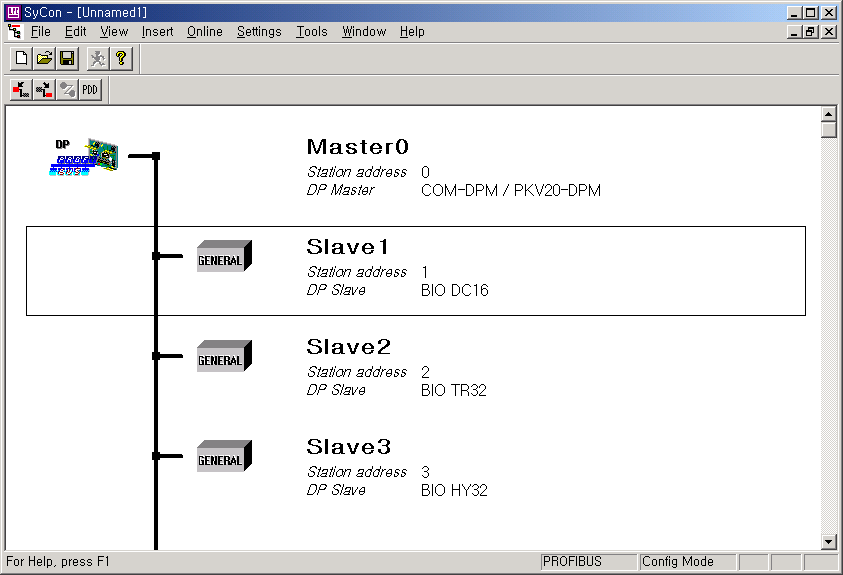 SyCon - [Unnamed1]
File Edit View Insert Online Settings Tools Window Help
PDD
DP
Master0
Station address 0
DP Master COM-DPM / PKV20-DPM
GENERAL
Slave1
Station address 1
DP Slave BIO DC16
GENERAL
Slave2
Station address 2
DP Slave BIO TR32
GENERAL
Slave3
Station address 3
DP Slave BIO HY32
For Help, press F1 PROFIBUS Config Mode